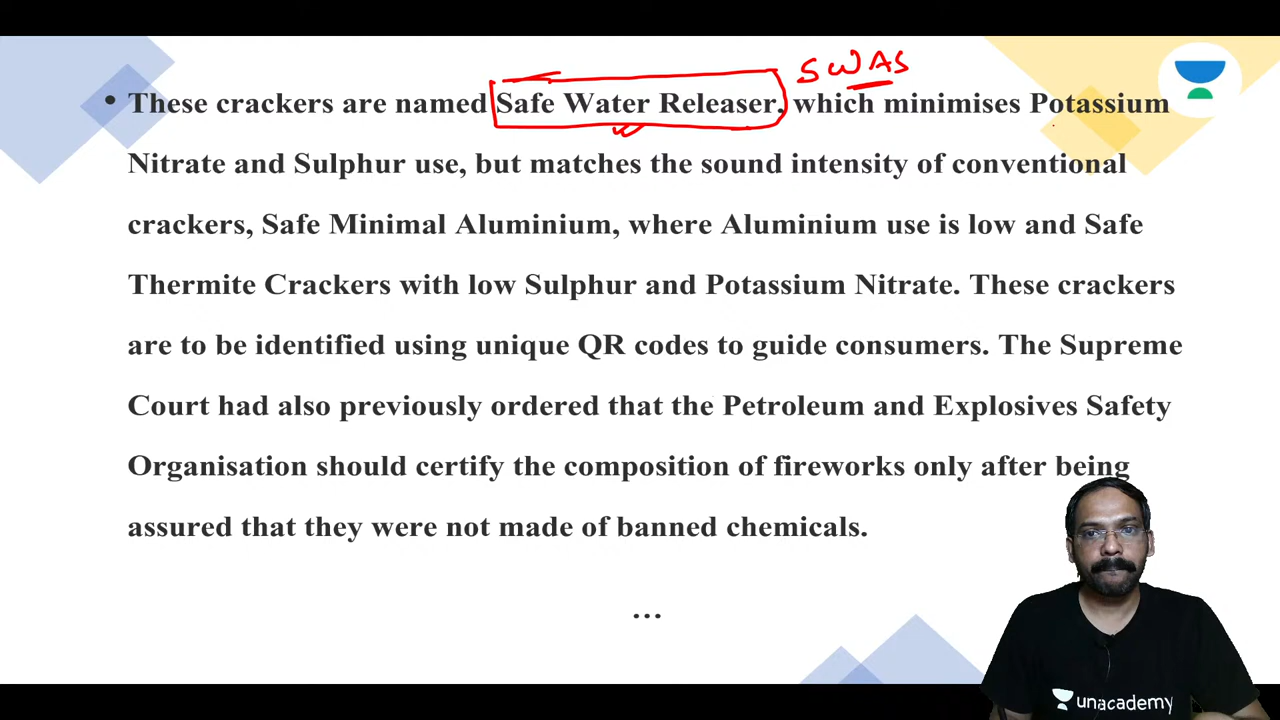 SWAS
• These crackers are named Safe Water Releaser, which minimises Potassium
Nitrate and Sulphur use, but matches the sound intensity of conventional
crackers, Safe Minimal Aluminium, where Aluminium use is low and Safe
Thermite Crackers with low Sulphur and Potassium Nitrate. These crackers
are to be identified using unique QR codes to guide consumers. The Supreme
Court had also previously ordered that the Petroleum and Explosives Safety
Organisation should certify the composition of fireworks only after being
assured that they were not made of banned chemicals.
...
unacademy